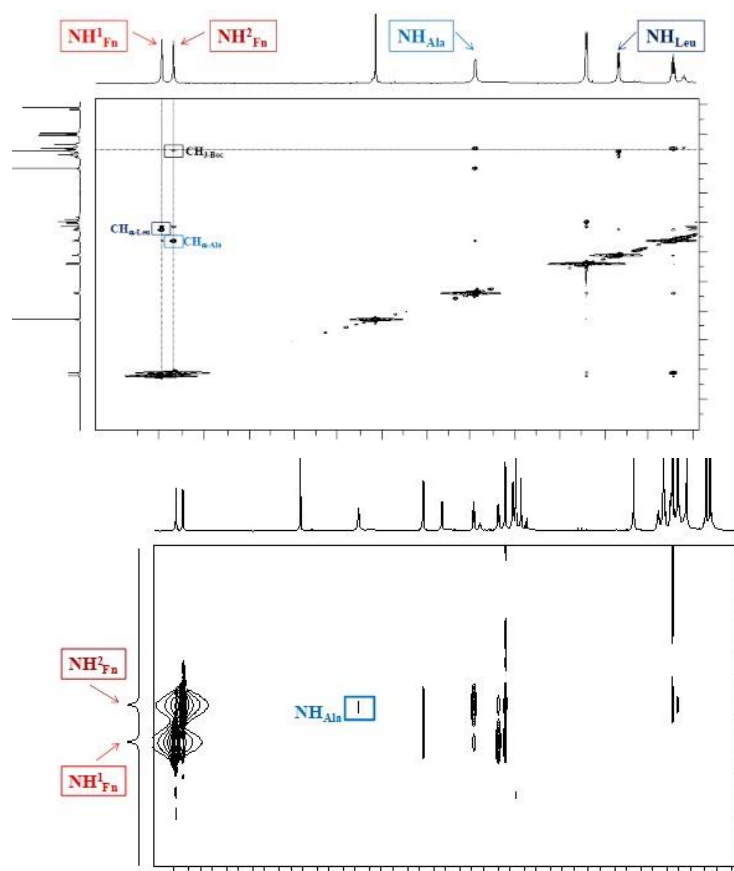 NH¹Fn
NH²Fn
NHAla
NHLeu
CH3 Boc
CHα-Leu
CHα-Ala
NH²Fn
NHAla
NH¹Fn